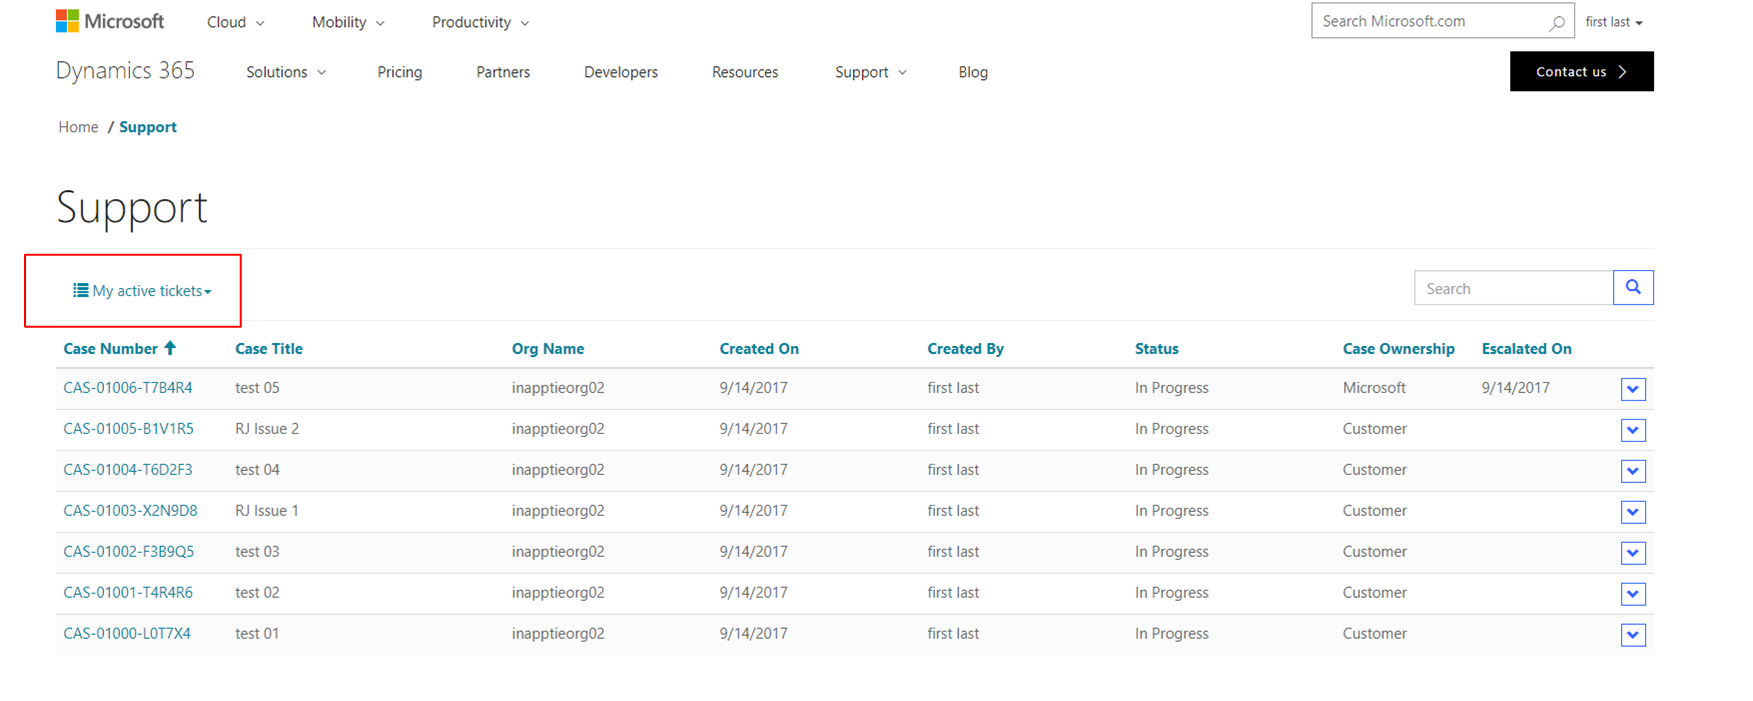 Microsoft Cloud Mobility Productivity Search Microsoft.com first last
Dynamics 365 Solutions Pricing Partners Developers Resources Support Blog Contact us
Home / Support
Support
My active tickets Search
Case Number Case Title Org Name Created On Created By Status Case Ownership Escalated On
CAS-01006-T7B4R4 test 05 inapptieorg02 9/14/2017 first last In Progress Microsoft 9/14/2017
CAS-01005-B1V1R5 RJ Issue 2 inapptieorg02 9/14/2017 first last In Progress Customer
CAS-01004-T6D2F3 test 04 inapptieorg02 9/14/2017 first last In Progress Customer
CAS-01003-X2N9D8 RJ Issue 1 inapptieorg02 9/14/2017 first last In Progress Customer
CAS-01002-F3B9Q5 test 03 inapptieorg02 9/14/2017 first last In Progress Customer
CAS-01001-T4R4R6 test 02 inapptieorg02 9/14/2017 first last In Progress Customer
CAS-01000-L0T7X4 test 01 inapptieorg02 9/14/2017 first last In Progress Customer